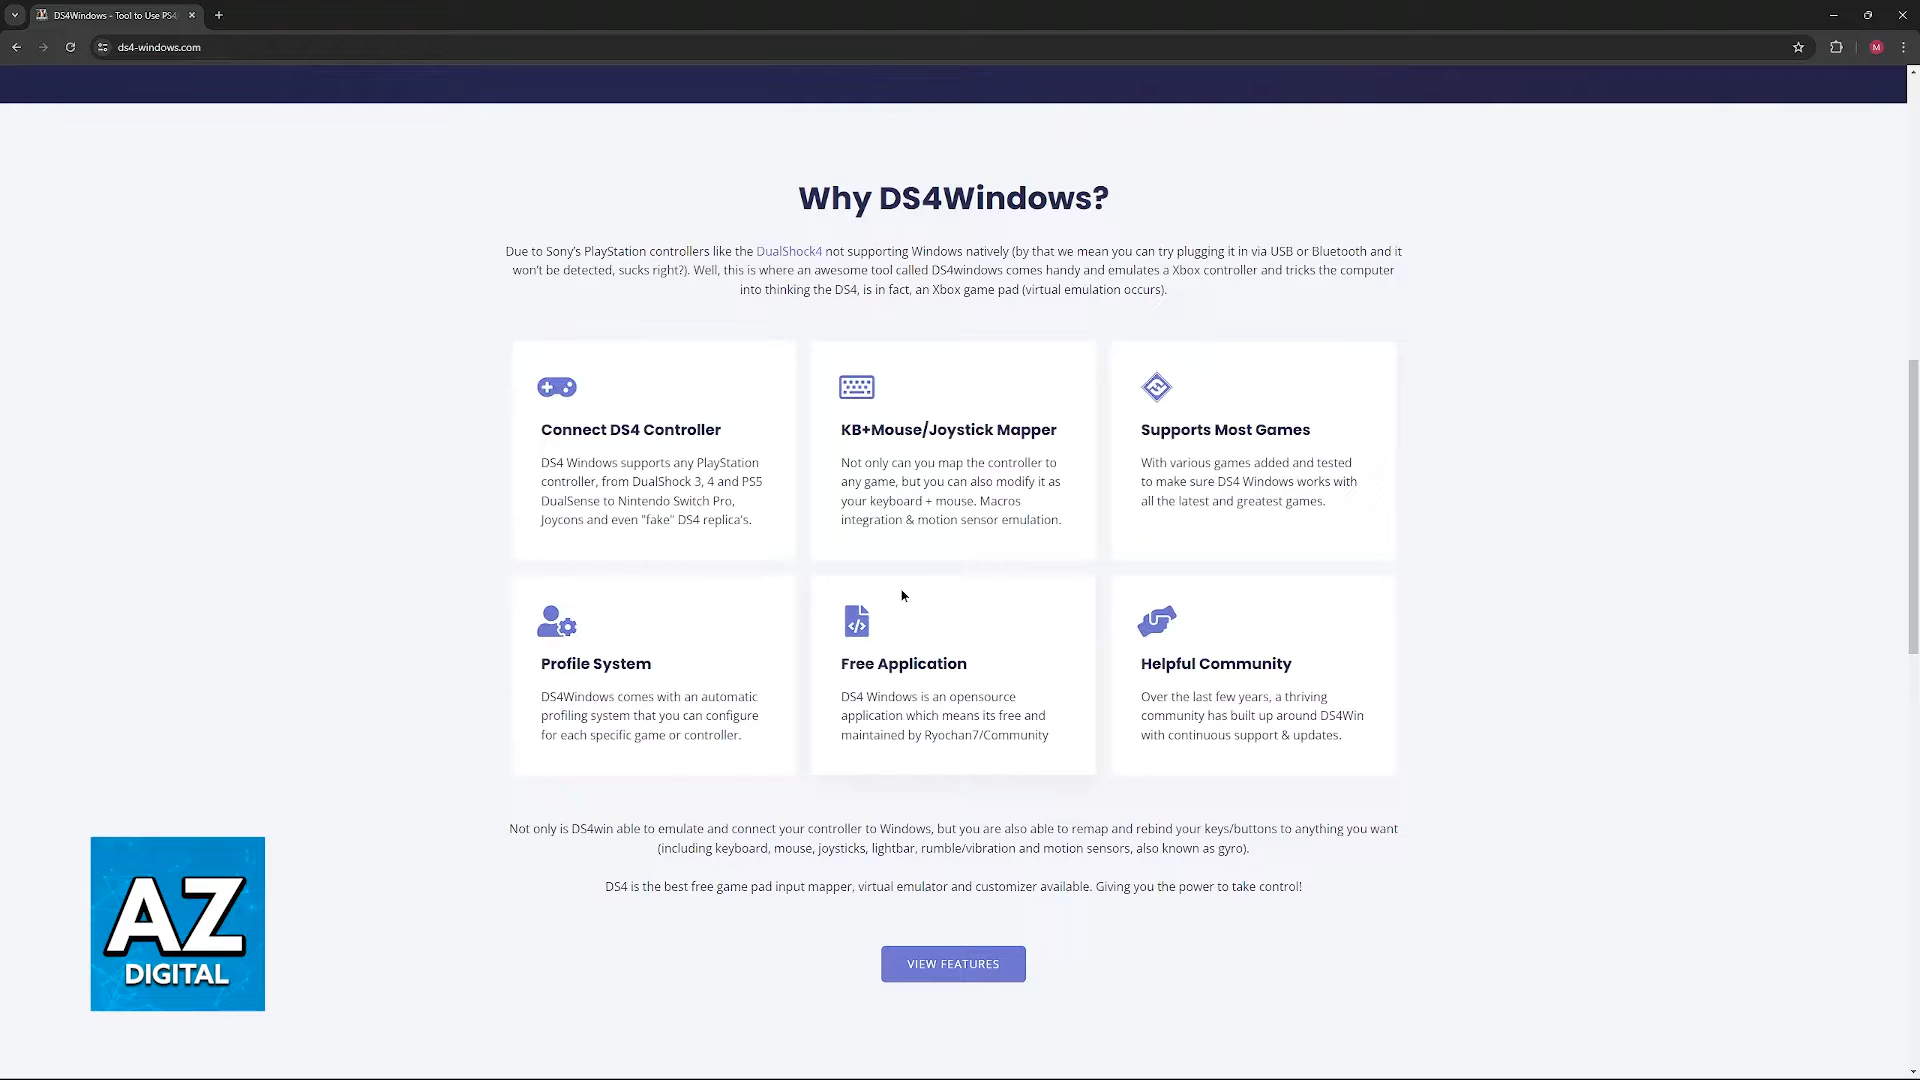 DS4Windows - Tool to Use PS4
ds4-windows.com
M
Why DS4Windows?
Due to Sony's PlayStation controllers like the DualShock4 not supporting Windows natively (by that we mean you can try plugging it in via USB or Bluetooth and it
won't be detected, sucks right?). Well, this is where an awesome tool called DS4windows comes handy and emulates a Xbox controller and tricks the computer
into thinking the DS4, is in fact, an Xbox game pad (virtual emulation occurs).
Connect DS4 Controller
DS4 Windows supports any PlayStation
controller, from DualShock 3, 4 and PS5
DualSense to Nintendo Switch Pro,
Joycons and even "fake" DS4 replica's.
KB+Mouse/Joystick Mapper
Not only can you map the controller to
any game, but you can also modify it as
your keyboard + mouse. Macros
integration & motion sensor emulation.
Supports Most Games
With various games added and tested
to make sure DS4 Windows works with
all the latest and greatest games.
Profile System
DS4Windows comes with an automatic
profiling system that you can configure
for each specific game or controller.
Free Application
DS4 Windows is an opensource
application which means its free and
maintained by Ryochan7/Community
Helpful Community
Over the last few years, a thriving
community has built up around DS4Win
with continuous support & updates.
Not only is DS4win able to emulate and connect your controller to Windows, but you are also able to remap and rebind your keys/buttons to anything you want
(including keyboard, mouse, joysticks, lightbar, rumble/vibration and motion sensors, also known as gyro).
DS4 is the best free game pad input mapper, virtual emulator and customizer available. Giving you the power to take control!
VIEW FEATURES
AZ
DIGITAL